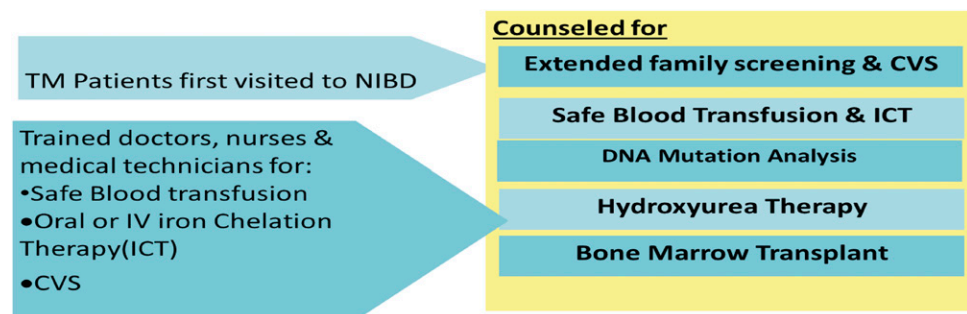 TM Patients first visited to NIBD
Trained doctors, nurses &
medical technicians for:
•Safe Blood transfusion
●Oral or IV iron Chelation
Therapy(ICT)
●CVS
Counseled for
Extended family screening & CVS
Safe Blood Transfusion & ICT
DNA Mutation Analysis
Hydroxyurea Therapy
Bone Marrow Transplant